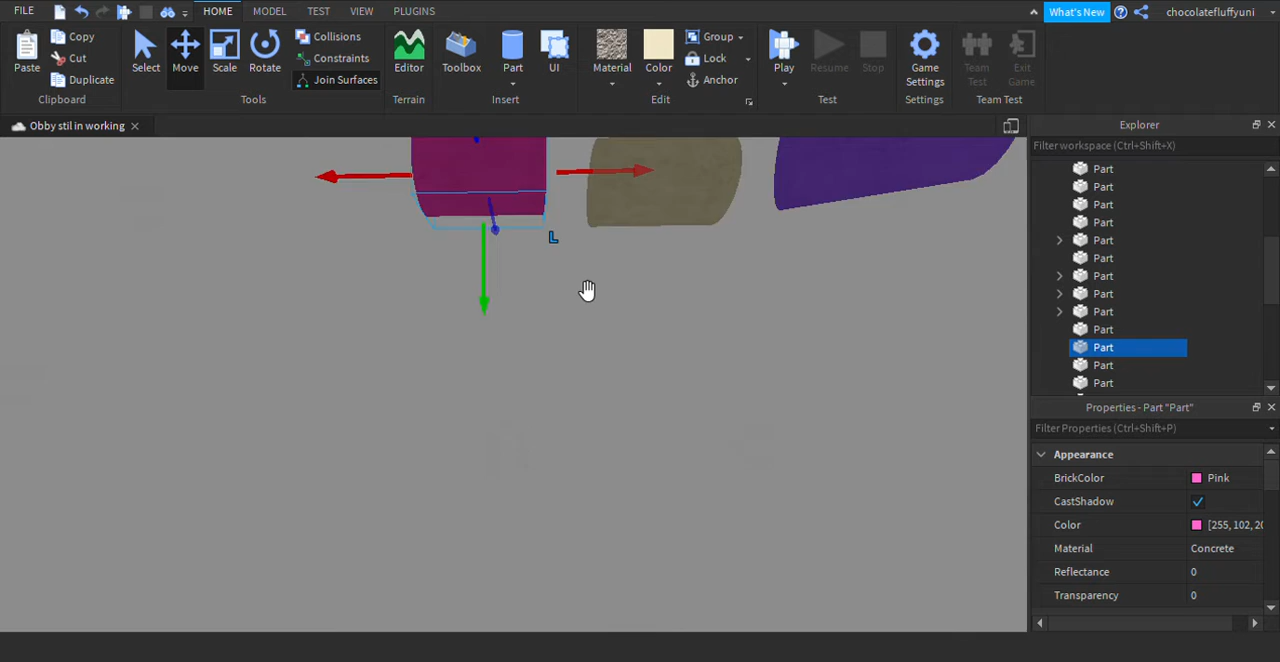 FILE HOME MODEL TEST VIEW PLUGINS What's New chocolatefluffyuni
Paste Copy Cut Duplicate Select Move Scale Rotate Collisions Constraints Join Surfaces Editor Toolbox Part UI Material Color Group Lock Anchor Play Resume Stop Game Settings Team Test Exit Game
Clipboard Tools Terrain Insert Edit Test Settings Team Test
Obby stil in working
Explorer
Filter workspace (Ctrl+Shift+X)
Part
Part
Part
Part
Part
Part
Part
Part
Part
Part
Part
Part
Part
Properties - Part "Part"
Filter Properties (Ctrl+Shift+P)
Appearance
BrickColor Pink
CastShadow
Color [255, 102, 20
Material Concrete
Reflectance 0
Transparency 0
L